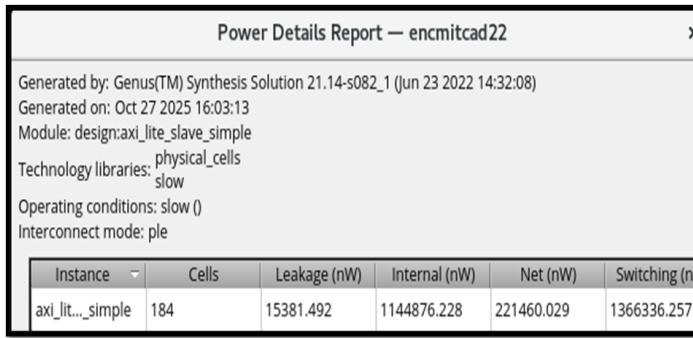 Power Details Report — encmitcad22
Generated by: Genus(TM) Synthesis Solution 21.14-s082_1 (Jun 23 2022 14:32:08)
Generated on: Oct 27 2025 16:03:13
Module: design:axi_lite_slave_simple
Technology libraries: physical_cells
slow
Operating conditions: slow ()
Interconnect mode: ple
Instance Cells Leakage (nW) Internal (nW) Net (nW) Switching (n
axi_lit..._simple 184 15381.492 1144876.228 221460.029 1366336.257